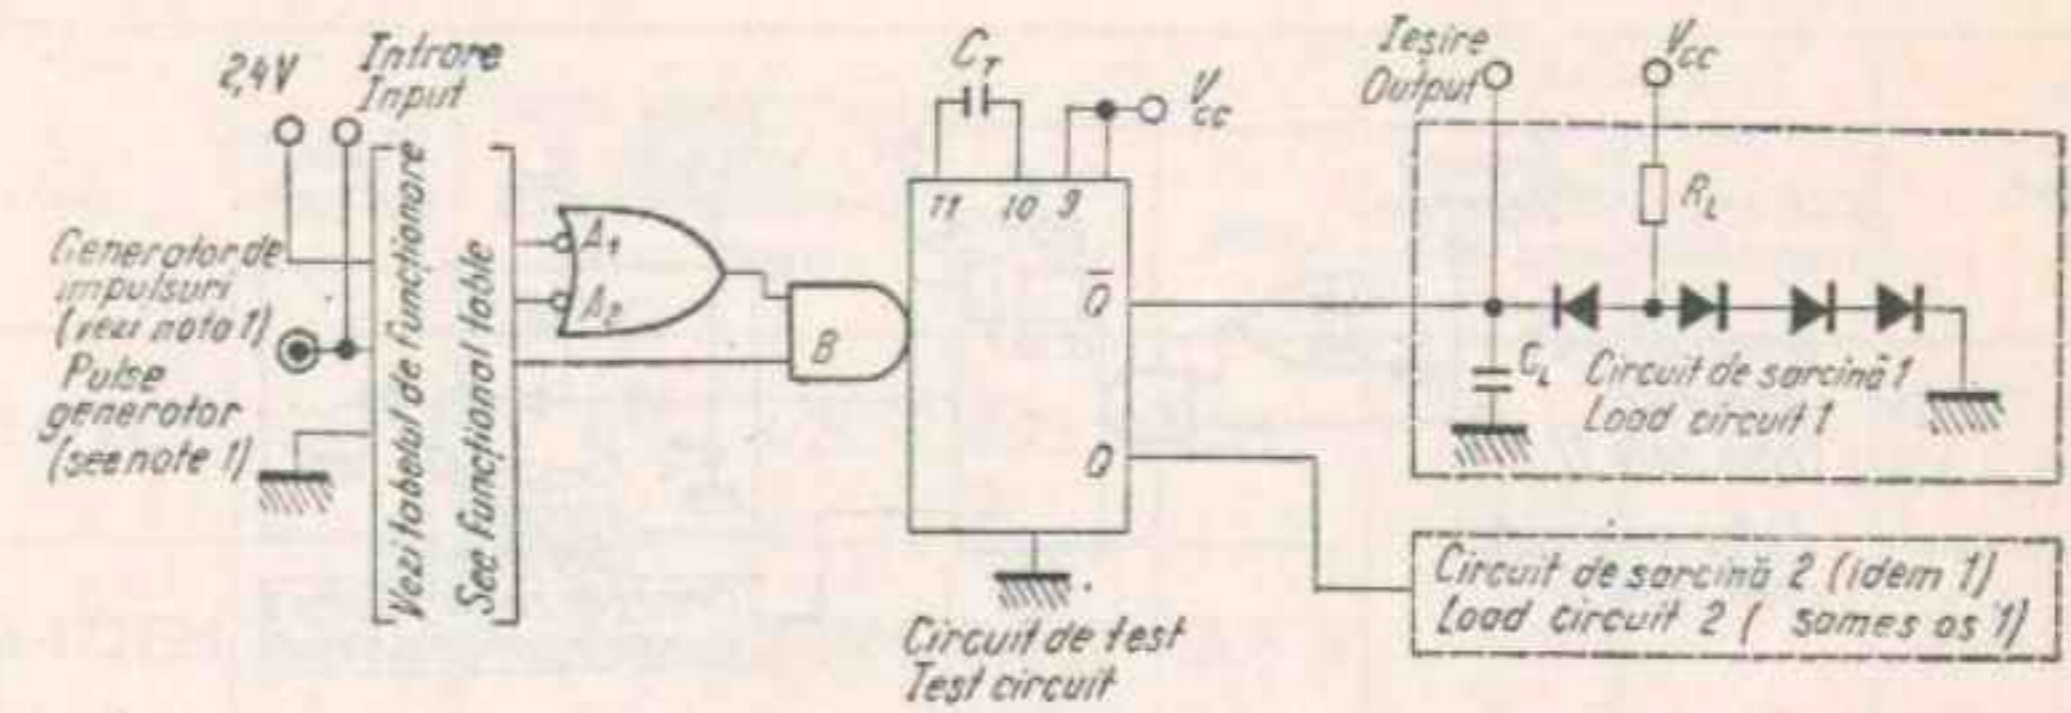 2,4V
Intrare
Input
Generator de
impulsuri
(vezi nota 1)
Pulse
generator
(see note 1)
Vezi tabelul de funcționare
See functional table
A1
A2
B
CT
Vcc
11 10 9
Q̅
Q
Circuit de test
Test circuit
Ieșire
Output
Vcc
RL
CL
Circuit de sarcină 1
Load circuit 1
Circuit de sarcină 2 (idem 1)
Load circuit 2 ( sames as 1)